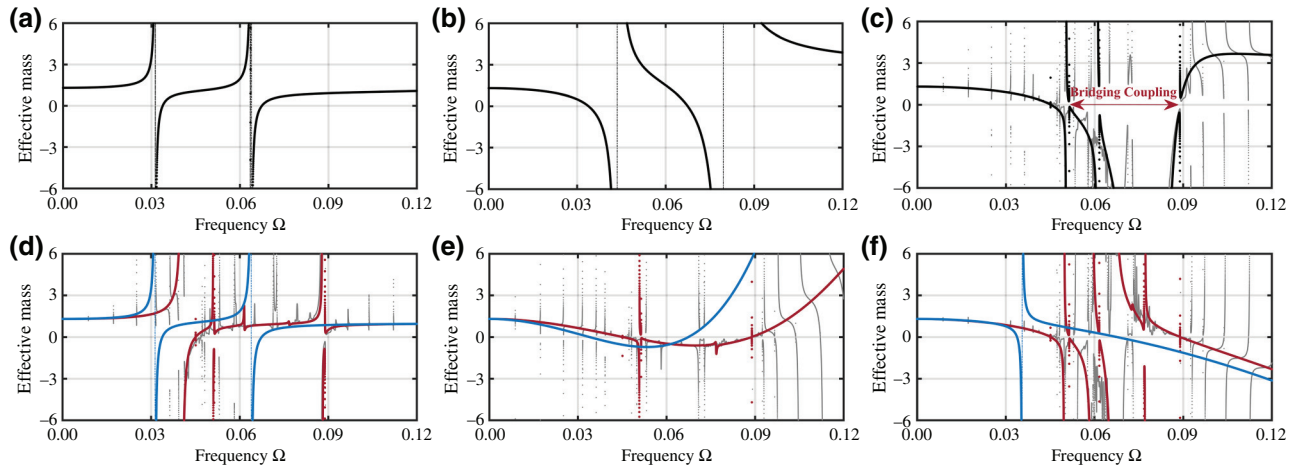 (a)
6
3
0
−3
−6
Effective mass
0.00 0.03 0.06 0.09 0.12
Frequency Ω
(b)
6
3
0
−3
−6
Effective mass
0.00 0.03 0.06 0.09 0.12
Frequency Ω
(c)
6
3
0
−3
−6
Effective mass
Bridging Coupling
0.00 0.03 0.06 0.09 0.12
Frequency Ω
(d)
6
3
0
−3
−6
Effective mass
0.00 0.03 0.06 0.09 0.12
Frequency Ω
(e)
6
3
0
−3
−6
Effective mass
0.00 0.03 0.06 0.09 0.12
Frequency Ω
(f)
6
3
0
−3
−6
Effective mass
0.00 0.03 0.06 0.09 0.12
Frequency Ω